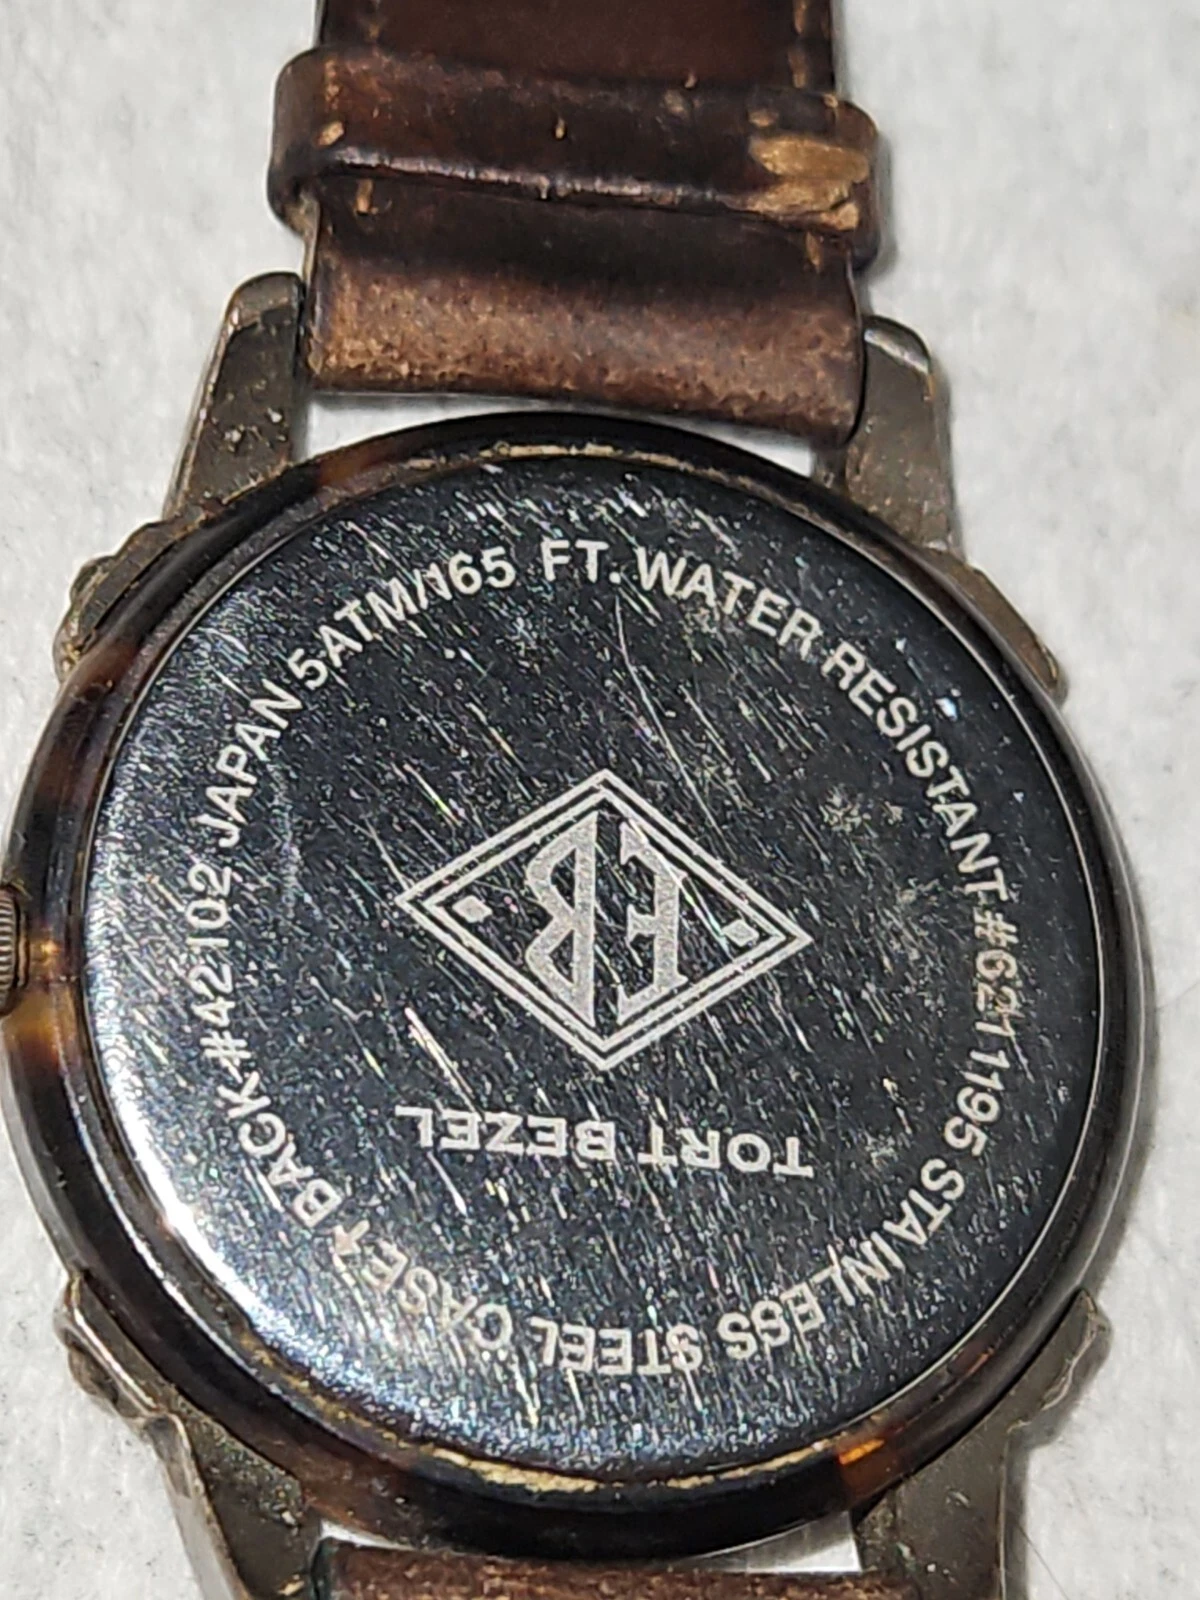 5ATM/165 FT. WATER RESISTANT #621195 STAINLESS STEEL CASE + BACK #42102 JAPAN
EB
TORT BEZEL